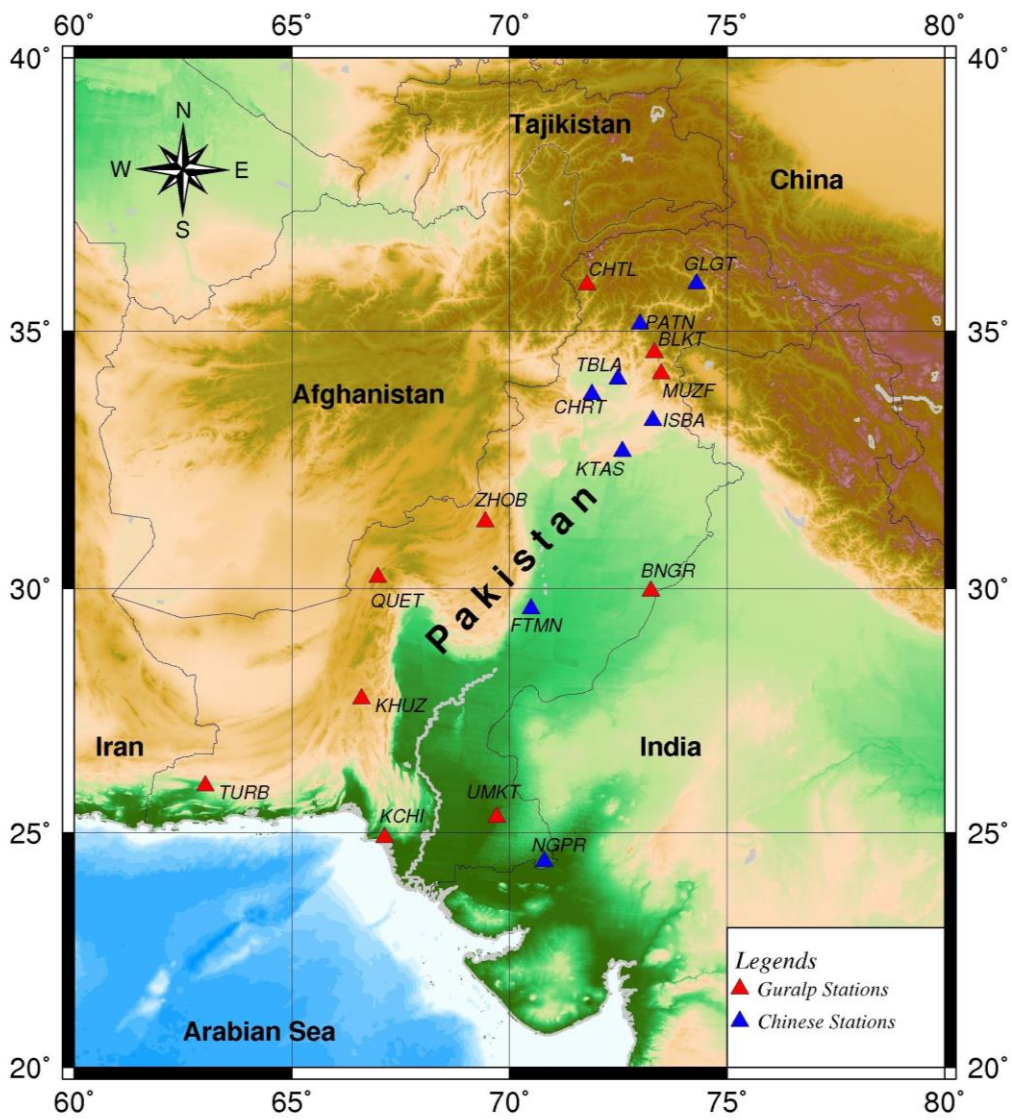 60° 65° 70° 75° 80°
40° 40°
Tajikistan
N
W E
S
China
CHTL GLGT
35° 35°
PATN
BLKT
TBLA
MUZF
Afghanistan
CHRT
ISBA
KTAS
ZHOB
Pakistan
BNGR
30° 30°
QUET
FTMN
KHUZ
Iran
India
TURB
UMKT
KCHI
25° 25°
NGPR
Legends
Guralp Stations
Chinese Stations
Arabian Sea
20° 20°
60° 65° 70° 75° 80°